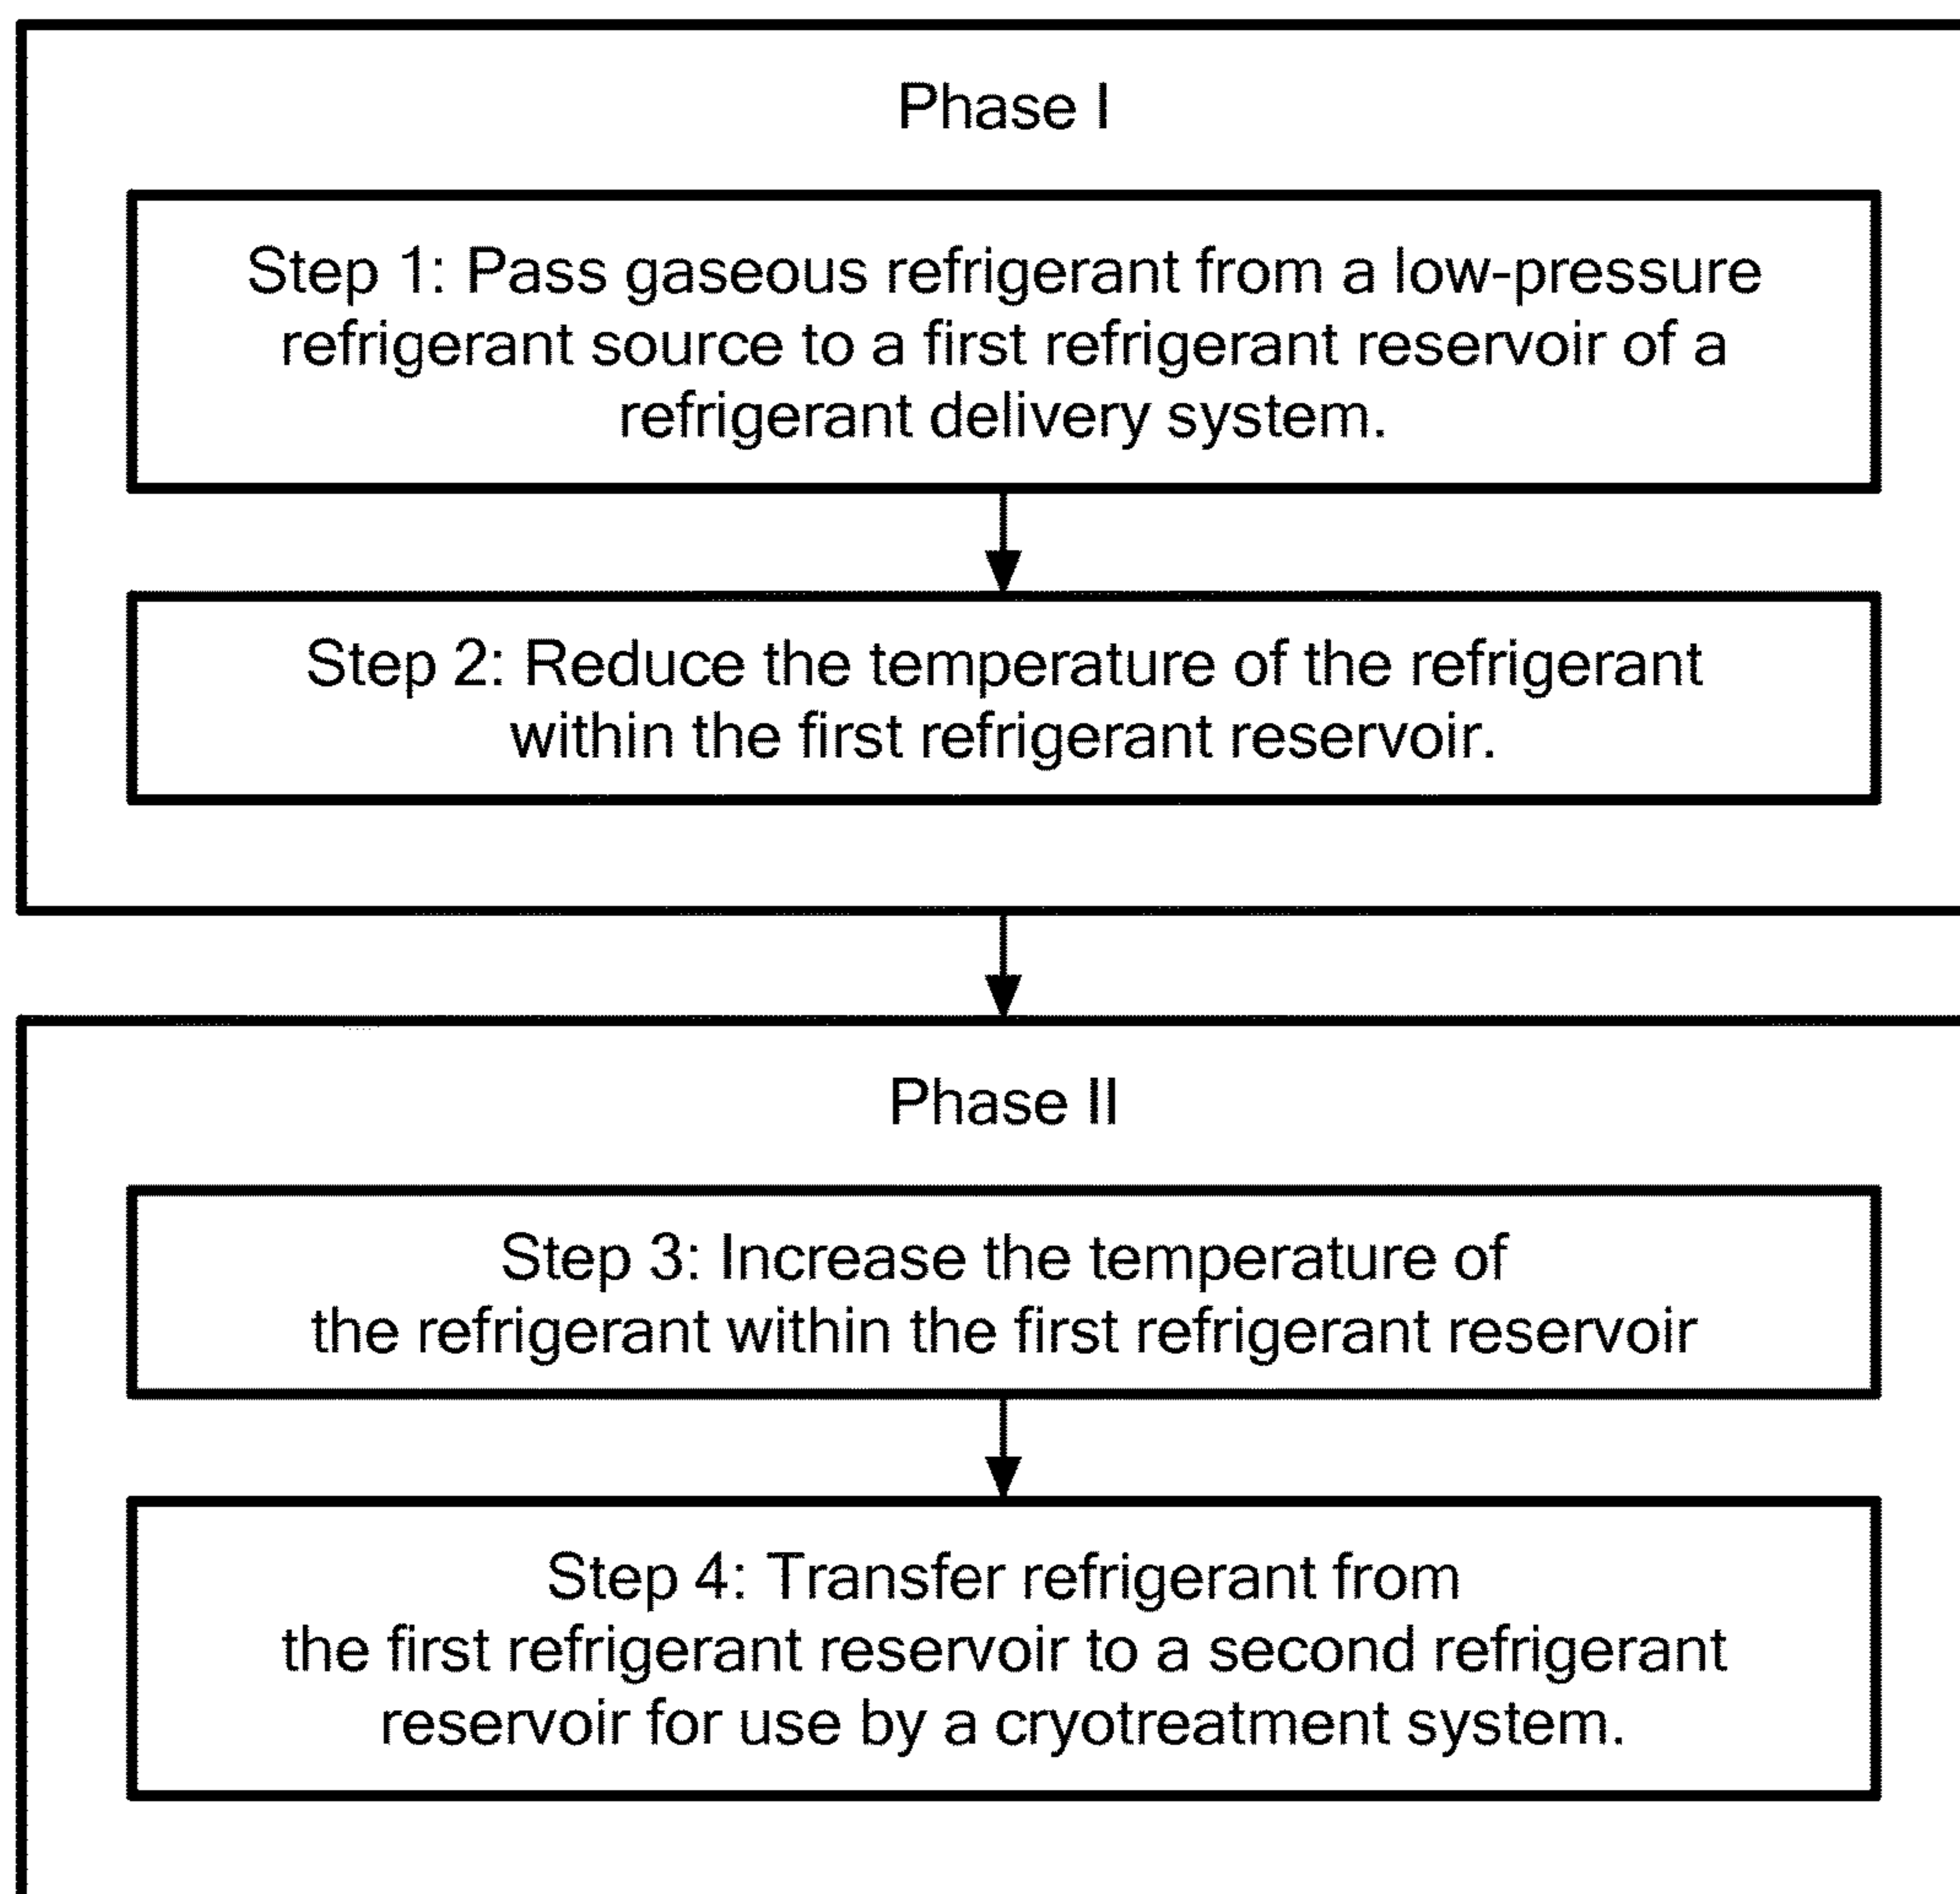 Phase I
Step 1: Pass gaseous refrigerant from a low-pressure
refrigerant source to a first refrigerant reservoir of a
refrigerant delivery system.
Step 2: Reduce the temperature of the refrigerant
within the first refrigerant reservoir.
Phase II
Step 3: Increase the temperature of
the refrigerant within the first refrigerant reservoir
Step 4: Transfer refrigerant from
the first refrigerant reservoir to a second refrigerant
reservoir for use by a cryotreatment system.